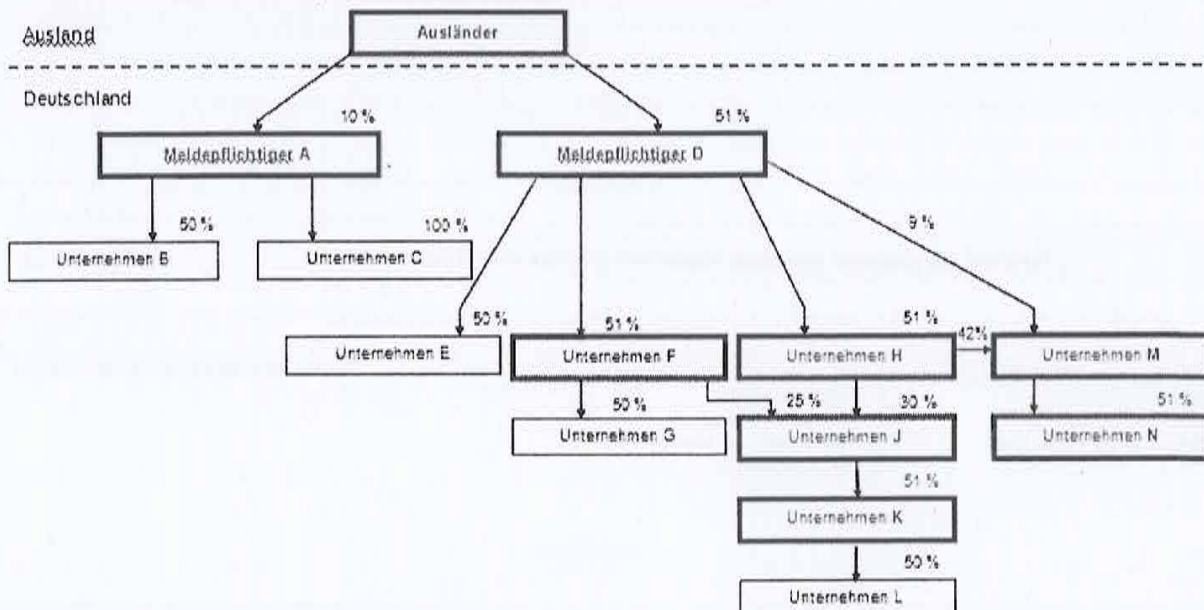 Ausland
Ausländer
Deutschland
10 %
51 %
Meldepflichtiger A
Meldepflichtiger D
50 %
100 %
9 %
Unternehmen B
Unternehmen C
50 %
51 %
51 %
42%
Unternehmen E
Unternehmen F
Unternehmen H
Unternehmen M
50 %
25 %
30 %
51 %
Unternehmen G
Unternehmen J
Unternehmen N
51 %
Unternehmen K
50 %
Unternehmen L